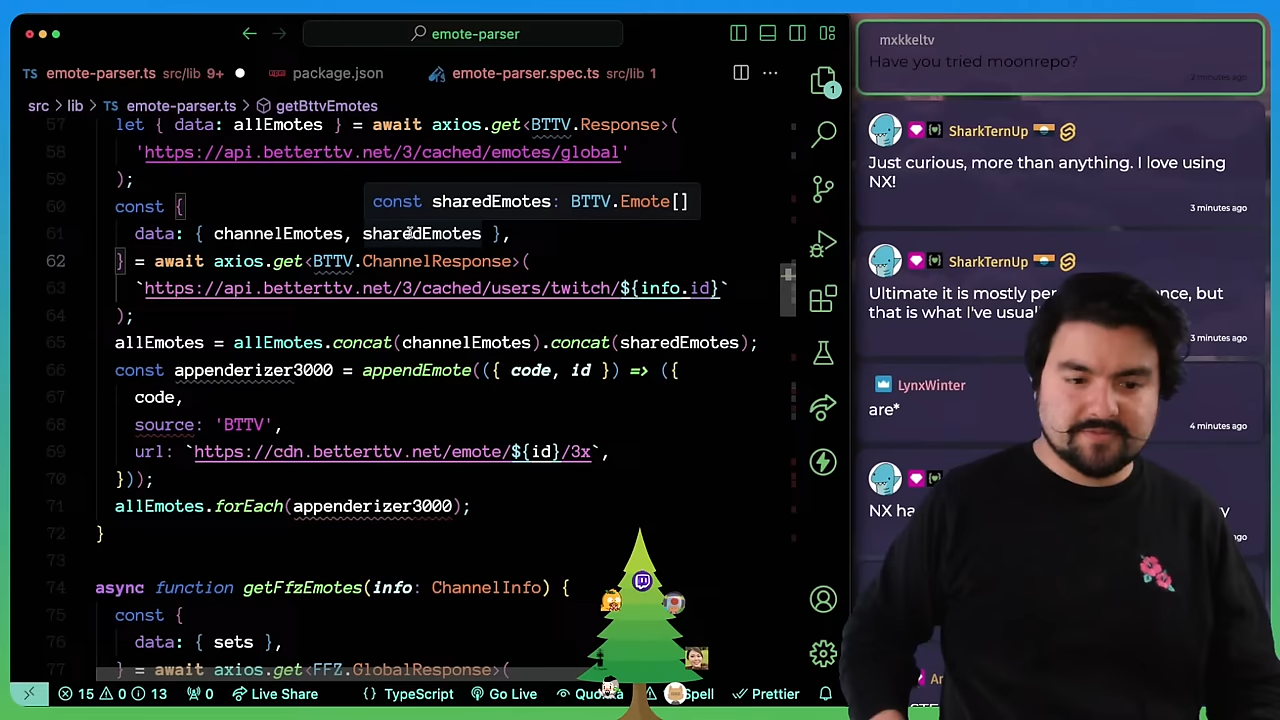 emote-parser
TS emote-parser.ts src/lib 9+
package.json
emote-parser.spec.ts src/lib 1
src > lib > TS emote-parser.ts > getBttvEmotes
57 let { data: allEmotes } = await axios.get<BTTV.Response>(
58 'https://api.betterttv.net/3/cached/emotes/global'
59 );
60 const {
const sharedEmotes: BTTV.Emote[]
61 data: { channelEmotes, sharedEmotes },
62 } = await axios.get<BTTV.ChannelResponse>(
63 `https://api.betterttv.net/3/cached/users/twitch/${info.id}`
64 );
65 allEmotes = allEmotes.concat(channelEmotes).concat(sharedEmotes);
66 const appenderizer3000 = appendEmote(({ code, id }) => ({
67 code,
68 source: 'BTTV',
69 url: `https://cdn.betterttv.net/emote/${id}/3x`,
70 }));
71 allEmotes.forEach(appenderizer3000);
72 }
73
74 async function getFfzEmotes(info: ChannelInfo) {
75 const {
76 data: { sets },
77 } = await axios.get<FFZ.GlobalResponse>(
15 0 13 0 Live Share {} TypeScript Go Live Spell Prettier
1
mxkkeltv
Have you tried moonrepo?
2 minutes ago
SharkTernUp
Just curious, more than anything. I love using
NX!
3 minutes ago
SharkTernUp
Ultimate it is mostly but
that is what I've
3 minutes ago
LynxWinter
are*
4 minutes ago
NX